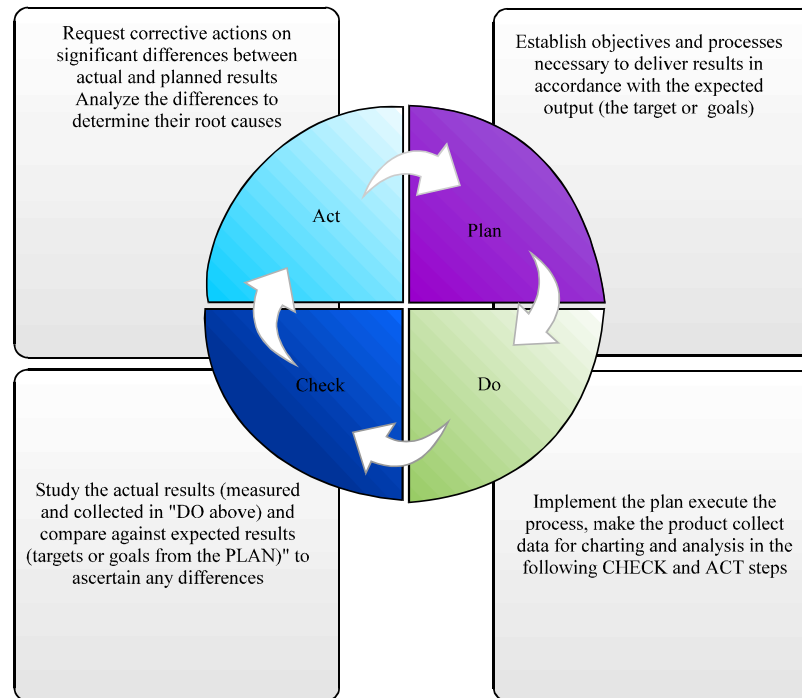 Request corrective actions on
significant differences between
actual and planned results
Analyze the differences to
determine their root causes
Establish objectives and processes
necessary to deliver results in
accordance with the expected
output (the target or  goals)
Act
Plan
Check
Do
Study the actual results (measured
and collected in "DO above) and
compare against expected results
(targets or goals from the PLAN)" to
ascertain any differences
Implement the plan execute the
process, make the product collect
data for charting and analysis in the
following CHECK and ACT steps